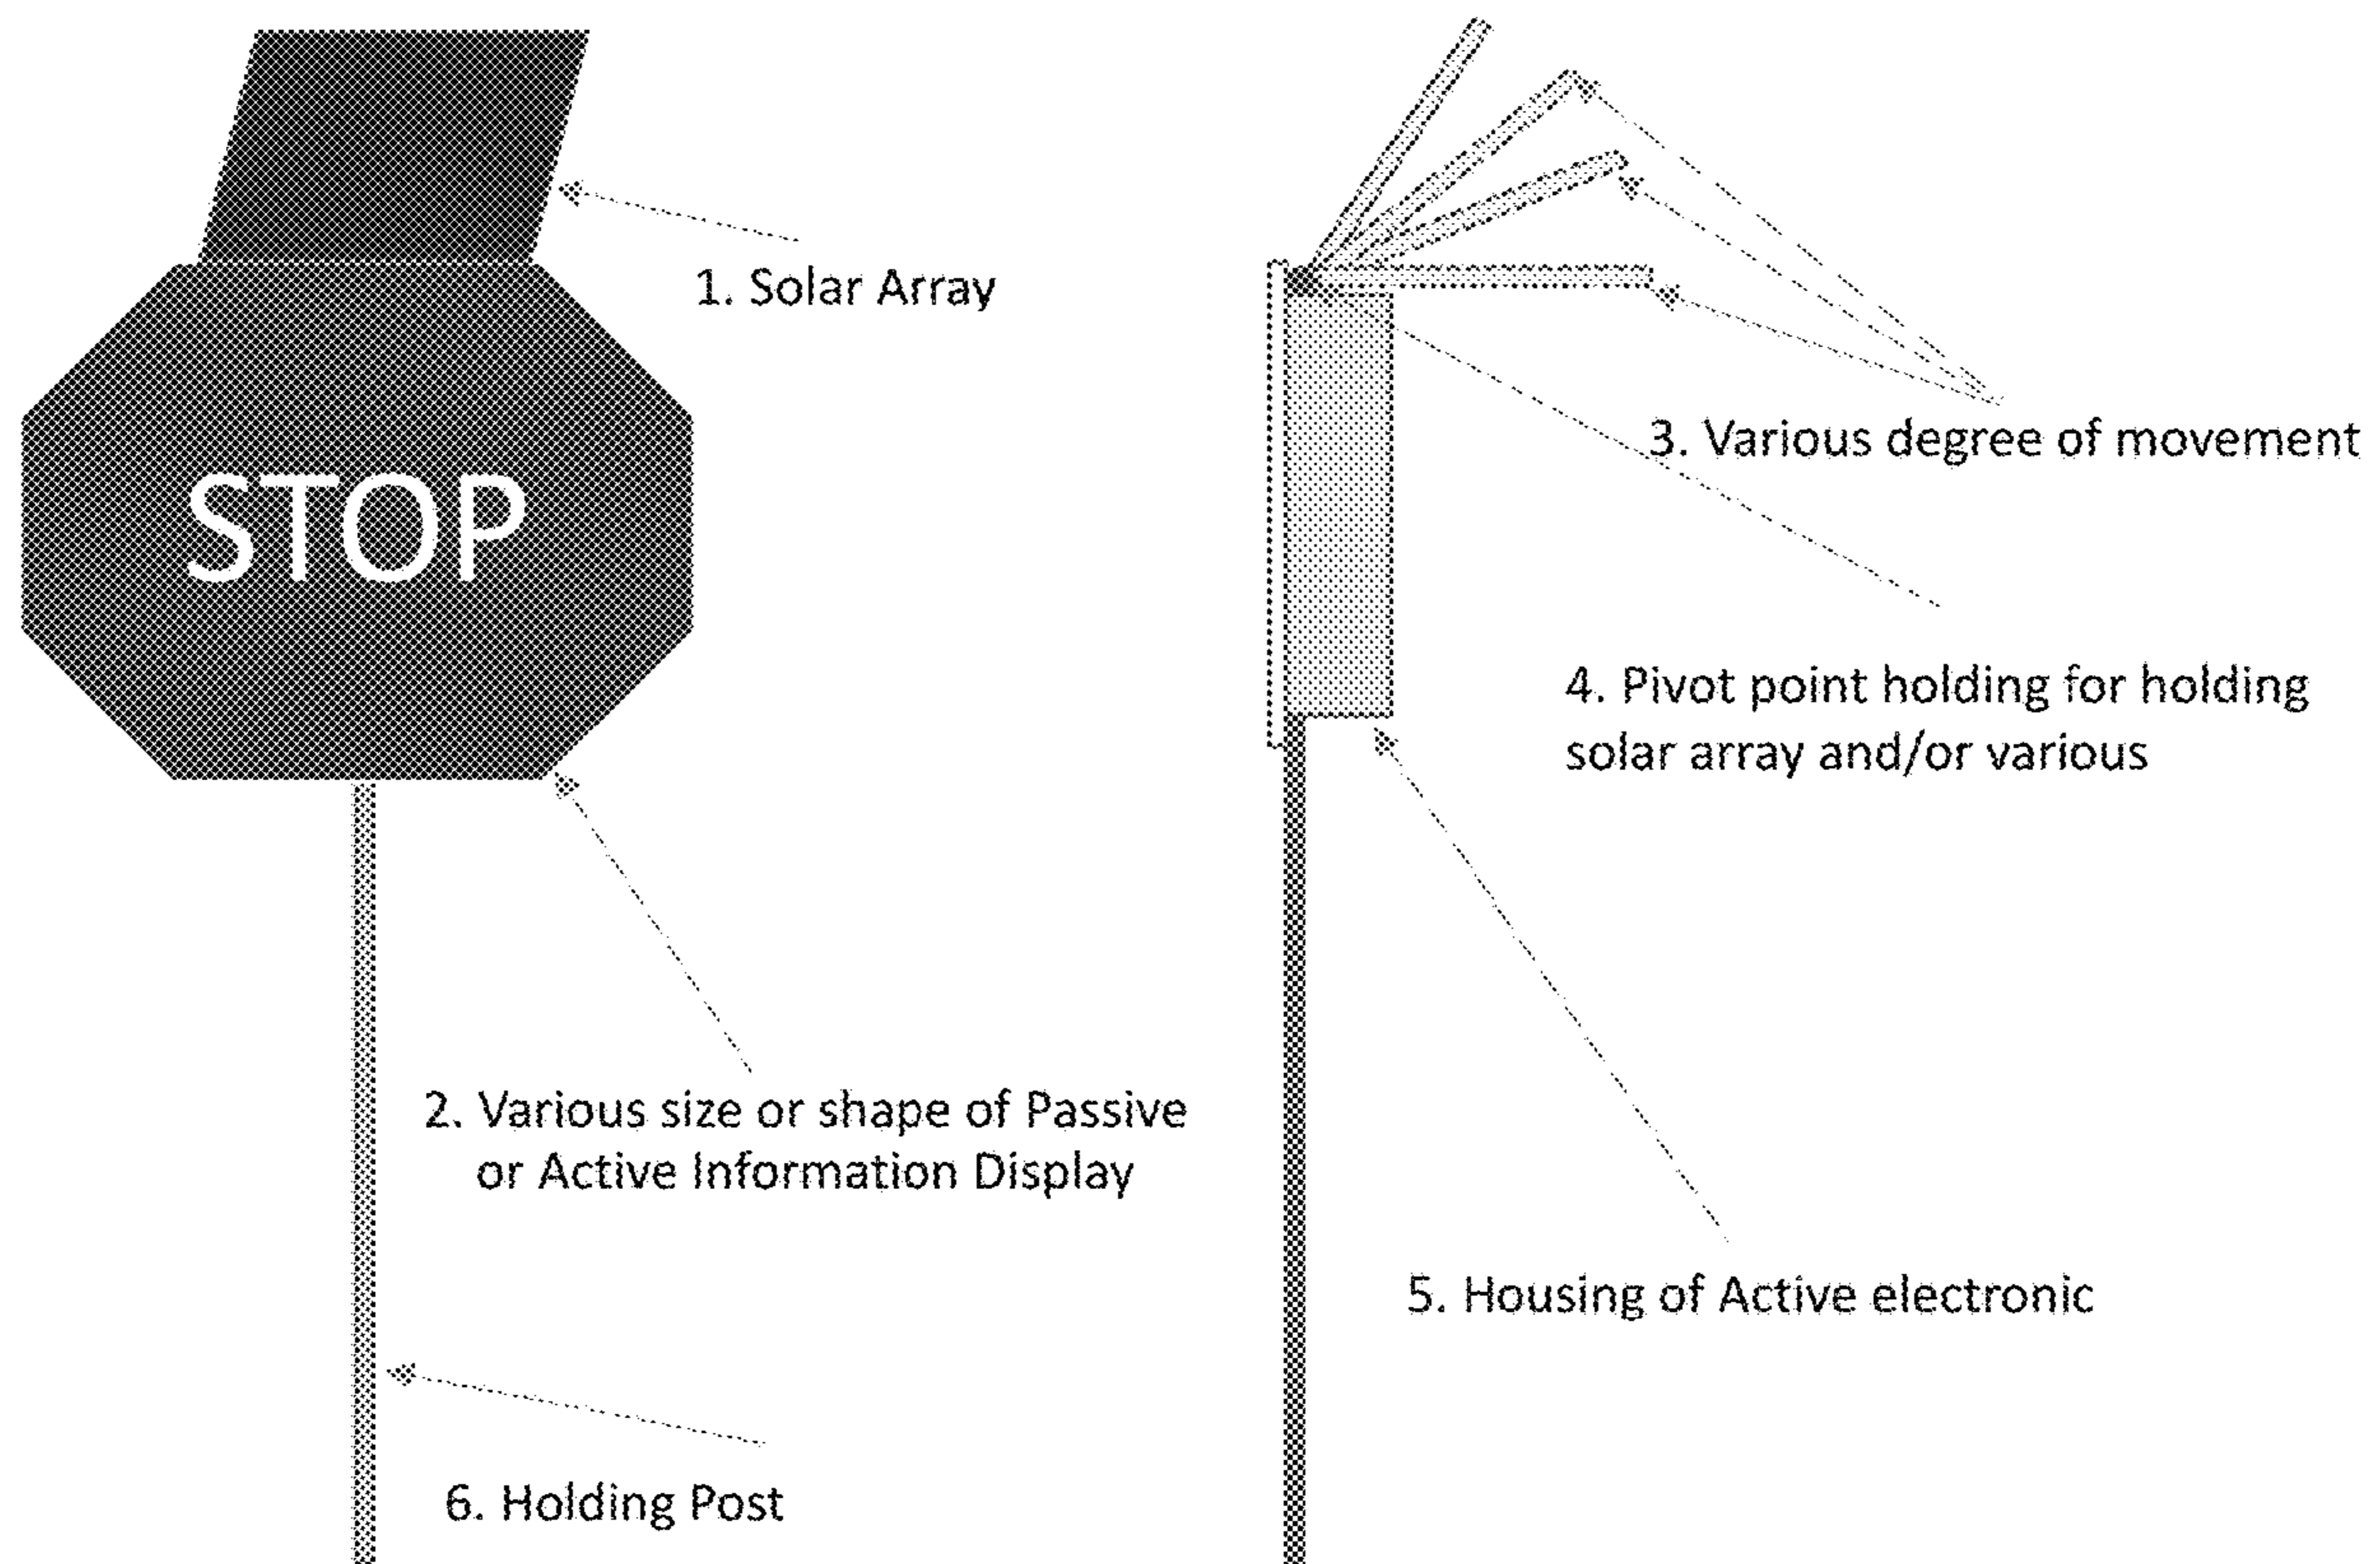 STOP
1. Solar Array
2. Various size or shape of Passive
or Active Information Display
6. Holding Post
3. Various degree of movement
4. Pivot point holding for holding
solar array and/or various
5. Housing of Active electronic